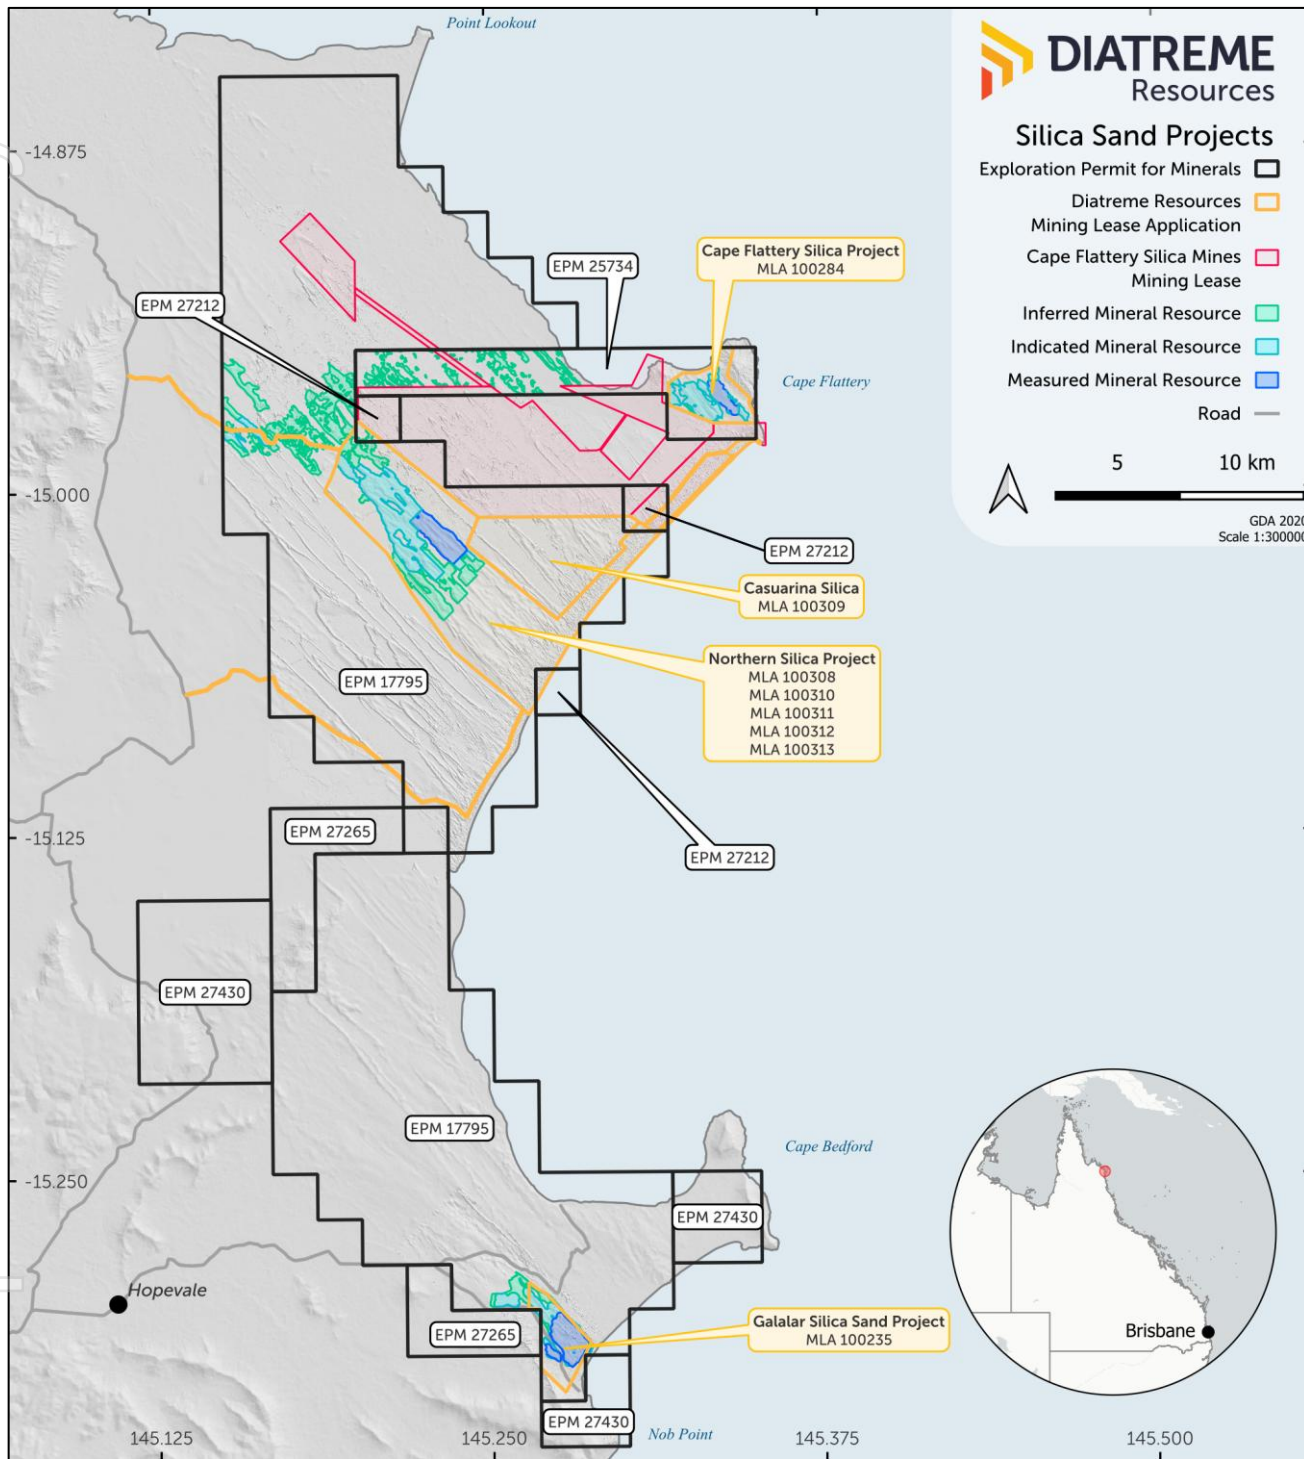 Point Lookout
DIATREME
Resources
Silica Sand Projects
Exploration Permit for Minerals
Diatreme Resources
Mining Lease Application
Cape Flattery Silica Mines
Mining Lease
Inferred Mineral Resource
Indicated Mineral Resource
Measured Mineral Resource
Road
5
10 km
GDA 2020
Scale 1:300000
-14.875
Cape Flattery Silica Project
MLA 100284
EPM 25734
EPM 27212
Cape Flattery
-15.000
EPM 27212
Casuarina Silica
MLA 100309
Northern Silica Project
MLA 100308
MLA 100310
MLA 100311
MLA 100312
MLA 100313
EPM 17795
-15.125
EPM 27265
EPM 27212
EPM 27430
EPM 17795
Cape Bedford
-15.250
EPM 27430
Hopevale
EPM 27265
Galalar Silica Sand Project
MLA 100235
Brisbane
EPM 27430
Nob Point
145.125
145.250
145.375
145.500